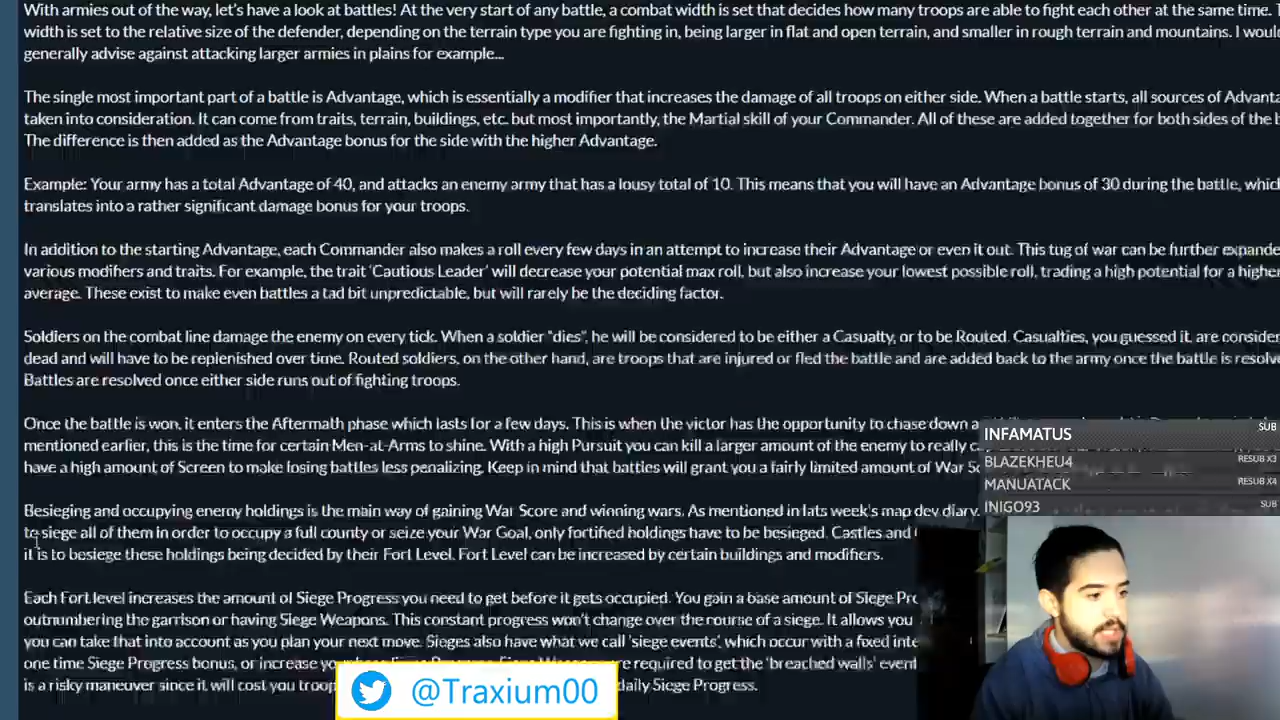 With armies out of the way, let's have a look at battles! At the very start of any battle, a combat width is set that decides how many troops are able to fight each other at the same time.
width is set to the relative size of the defender, depending on the terrain type you are fighting in, being larger in flat and open terrain, and smaller in rough terrain and mountains. I would
generally advise against attacking larger armies in plains for example...
The single most important part of a battle is Advantage, which is essentially a modifier that increases the damage of all troops on either side. When a battle starts, all sources of Advanta
taken into consideration. It can come from traits, terrain, buildings, etc. but most importantly, the Martial skill of your Commander. All of these are added together for both sides of the b
The difference is then added as the Advantage bonus for the side with the higher Advantage.
Example: Your army has a total Advantage of 40, and attacks an enemy army that has a lousy total of 10. This means that you will have an Advantage bonus of 30 during the battle, which
translates into a rather significant damage bonus for your troops.
In addition to the starting Advantage, each Commander also makes a roll every few days in an attempt to increase their Advantage or even it out. This tug of war can be further expande
various modifiers and traits. For example, the trait 'Cautious Leader' will decrease your potential max roll, but also increase your lowest possible roll, trading a high potential for a higher
average. These exist to make even battles a tad bit unpredictable, but will rarely be the deciding factor.
Soldiers on the combat line damage the enemy on every tick. When a soldier "dies", he will be considered to be either a Casualty, or to be Routed. Casualties, you guessed it, are consider
dead and will have to be replenished over time. Routed soldiers, on the other hand, are troops that are injured or fled the battle and are added back to the army once the battle is resolve
Battles are resolved once either side runs out of fighting troops.
Once the battle is won, it enters the Aftermath phase which lasts for a few days. This is when the victor has the opportunity to chase down a
mentioned earlier, this is the time for certain Men-at-Arms to shine. With a high Pursuit you can kill a larger amount of the enemy to really c
have a high amount of Screen to make losing battles less penalizing. Keep in mind that battles will grant you a fairly limited amount of War Sc
Besieging and occupying enemy holdings is the main way of gaining War Score and winning wars. As mentioned in lats week's map dev diary.
to siege all of them in order to occupy a full county or seize your War Goal, only fortified holdings have to be besieged. Castles and
it is to besiege these holdings being decided by their Fort Level. Fort Level can be increased by certain buildings and modifiers.
Each Fort level increases the amount of Siege Progress you need to get before it gets occupied. You gain a base amount of Siege Pro
outnumbering the garrison or having Siege Weapons. This constant progress won't change over the course of a siege. It allows you
you can take that into account as you plan your next move. Sieges also have what we call 'siege events', which occur with a fixed inte
one time Siege Progress bonus, or increase yo required to get the 'breached walls' event
is a risky maneuver since it will cost you troop daily Siege Progress.
INFAMATUS SUB
BLAZEKHEU4 RESUB X3
MANUATACK RESUB X4
INIGO93 SUB
@Traxium00